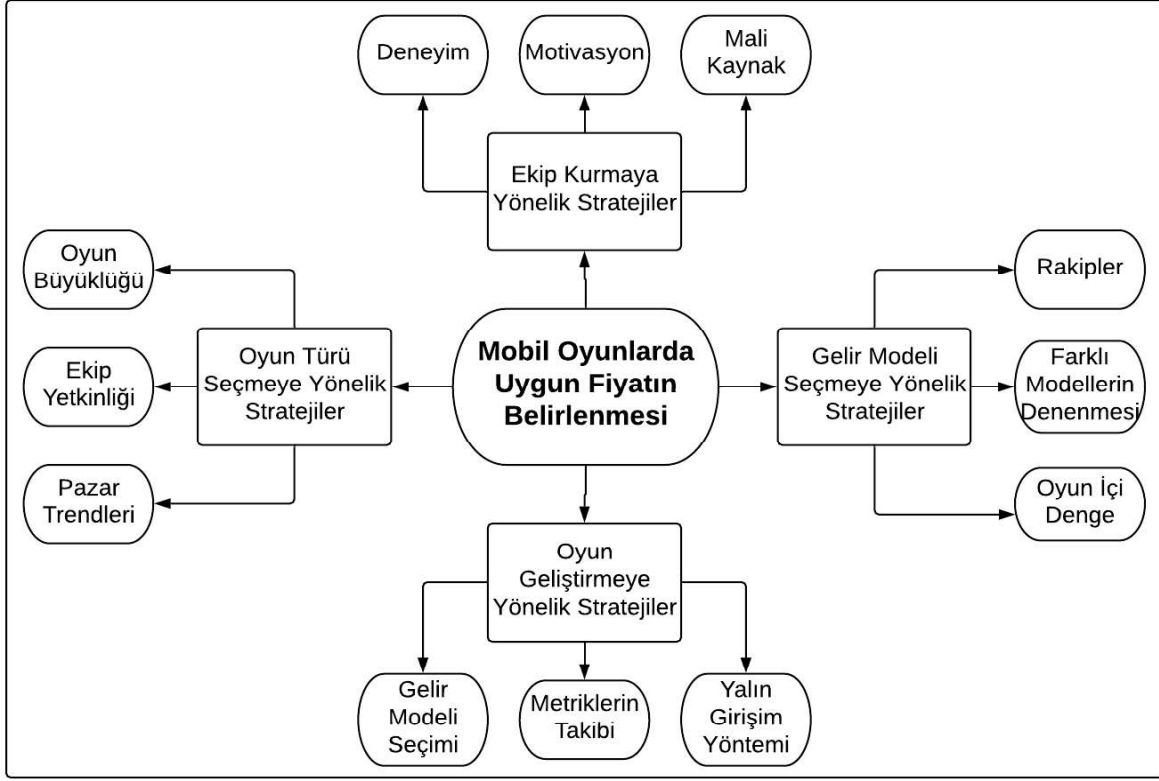 Deneyim
Motivasyon
Mali
Kaynak
Ekip Kurmaya
Yönelik Stratejiler
Oyun
Büyüklüğü
Ekip
Yetkinliği
Pazar
Trendleri
Oyun Türü
Seçmeye Yönelik
Stratejiler
Mobil Oyunlarda
Uygun Fiyatın
Belirlenmesi
Gelir Modeli
Seçmeye Yönelik
Stratejiler
Rakipler
Farklı
Modellerin
Denenmesi
Oyun İçi
Denge
Oyun
Geliştirmeye
Yönelik Stratejiler
Gelir
Modeli
Seçimi
Metriklerin
Takibi
Yalın
Girişim
Yöntemi